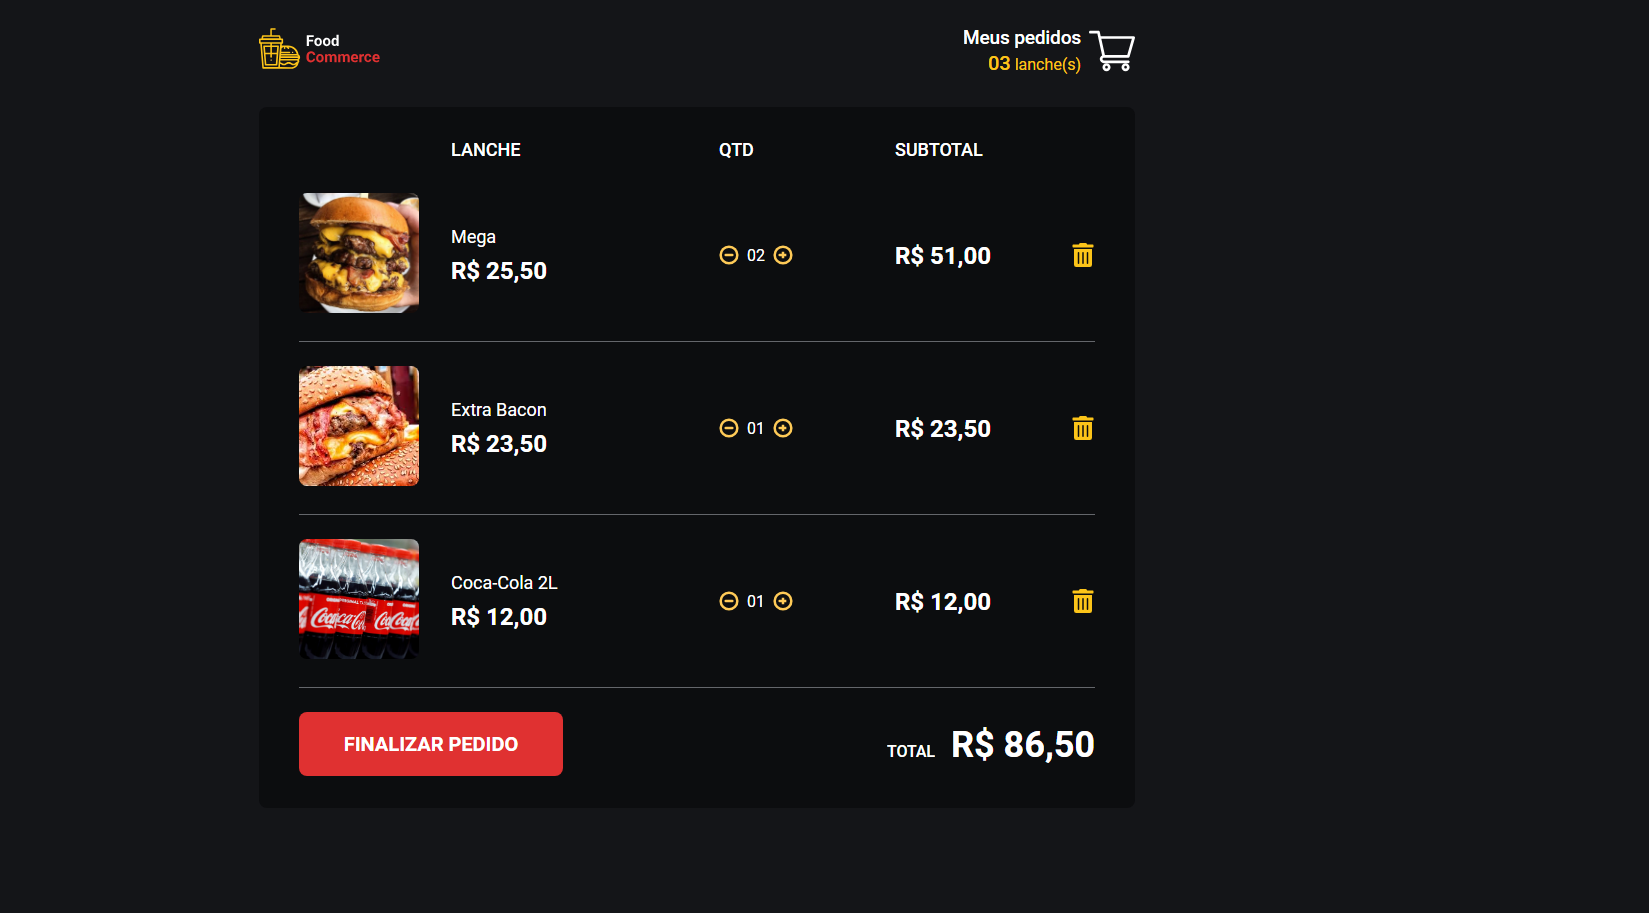 Food
Commerce
Meus pedidos
03 lanche(s)
LANCHE QTD SUBTOTAL
Mega
R$ 25,50
02
R$ 51,00
Extra Bacon
R$ 23,50
01
R$ 23,50
Coca-Cola 2L
R$ 12,00
01
R$ 12,00
FINALIZAR PEDIDO
TOTAL R$ 86,50